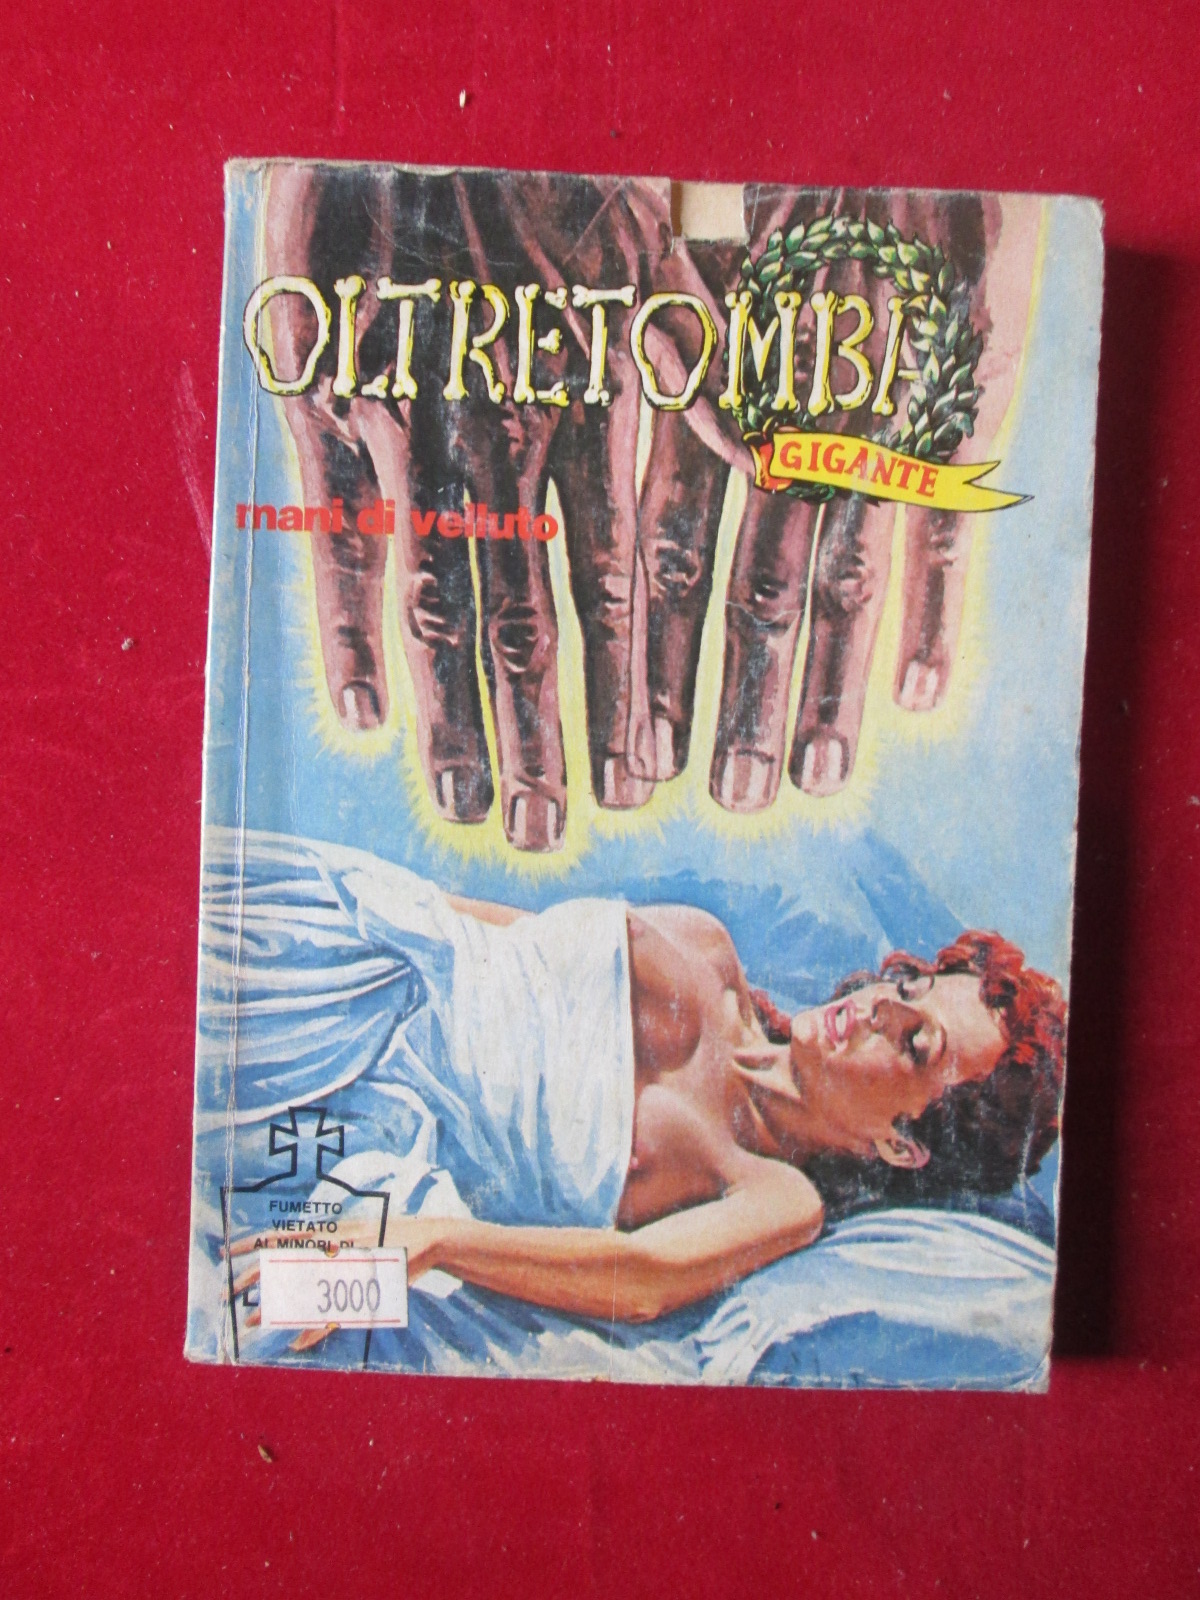 OLTRETOMBA
GIGANTE
mani di velluto
FUMETTO
VIETATO
AI MINORI DI
3000